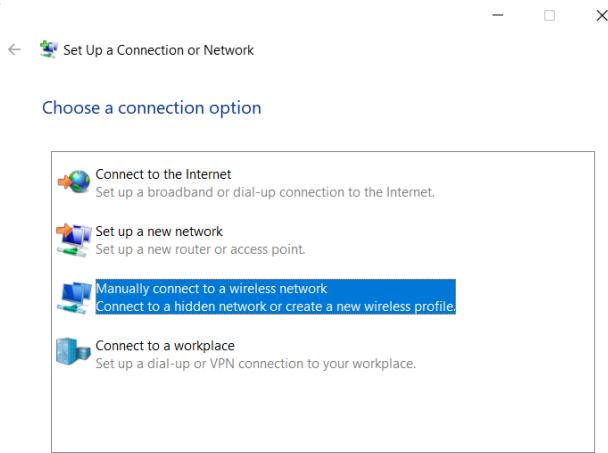 Set Up a Connection or Network
Choose a connection option
Connect to the Internet
Set up a broadband or dial-up connection to the Internet.
Set up a new network
Set up a new router or access point.
Manually connect to a wireless network
Connect to a hidden network or create a new wireless profile.
Connect to a workplace
Set up a dial-up or VPN connection to your workplace.